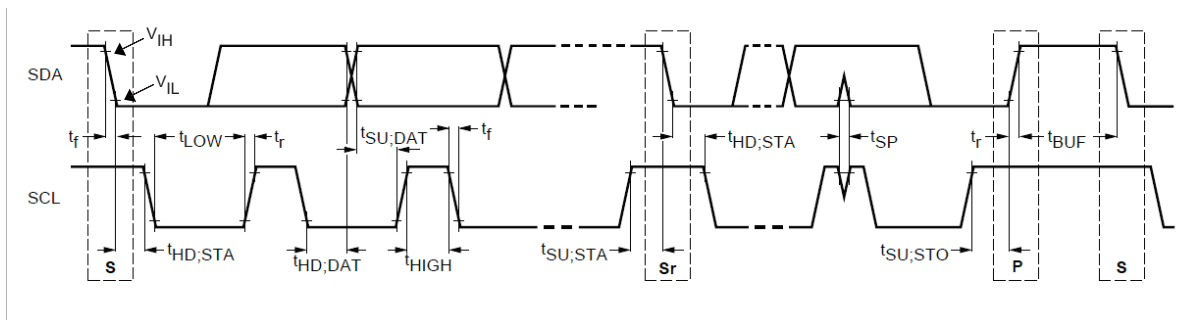 V_IH
SDA
V_IL
t_f t_LOW t_r t_SU;DAT t_f t_HD;STA t_SP t_r t_BUF
SCL
t_HD;STA t_HD;DAT t_HIGH t_SU;STA t_SU;STO
S Sr P S